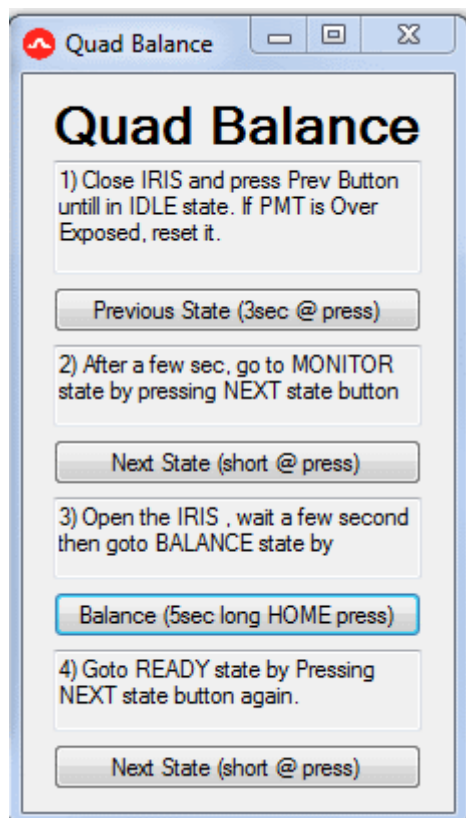 Quad Balance
Quad Balance
1) Close IRIS and press Prev Button
untill in IDLE state. If PMT is Over
Exposed, reset it.
Previous State (3sec @ press)
2) After a few sec, go to MONITOR
state by pressing NEXT state button
Next State (short @ press)
3) Open the IRIS , wait a few second
then goto BALANCE state by
Balance (5sec long HOME press)
4) Goto READY state by Pressing
NEXT state button again.
Next State (short @ press)